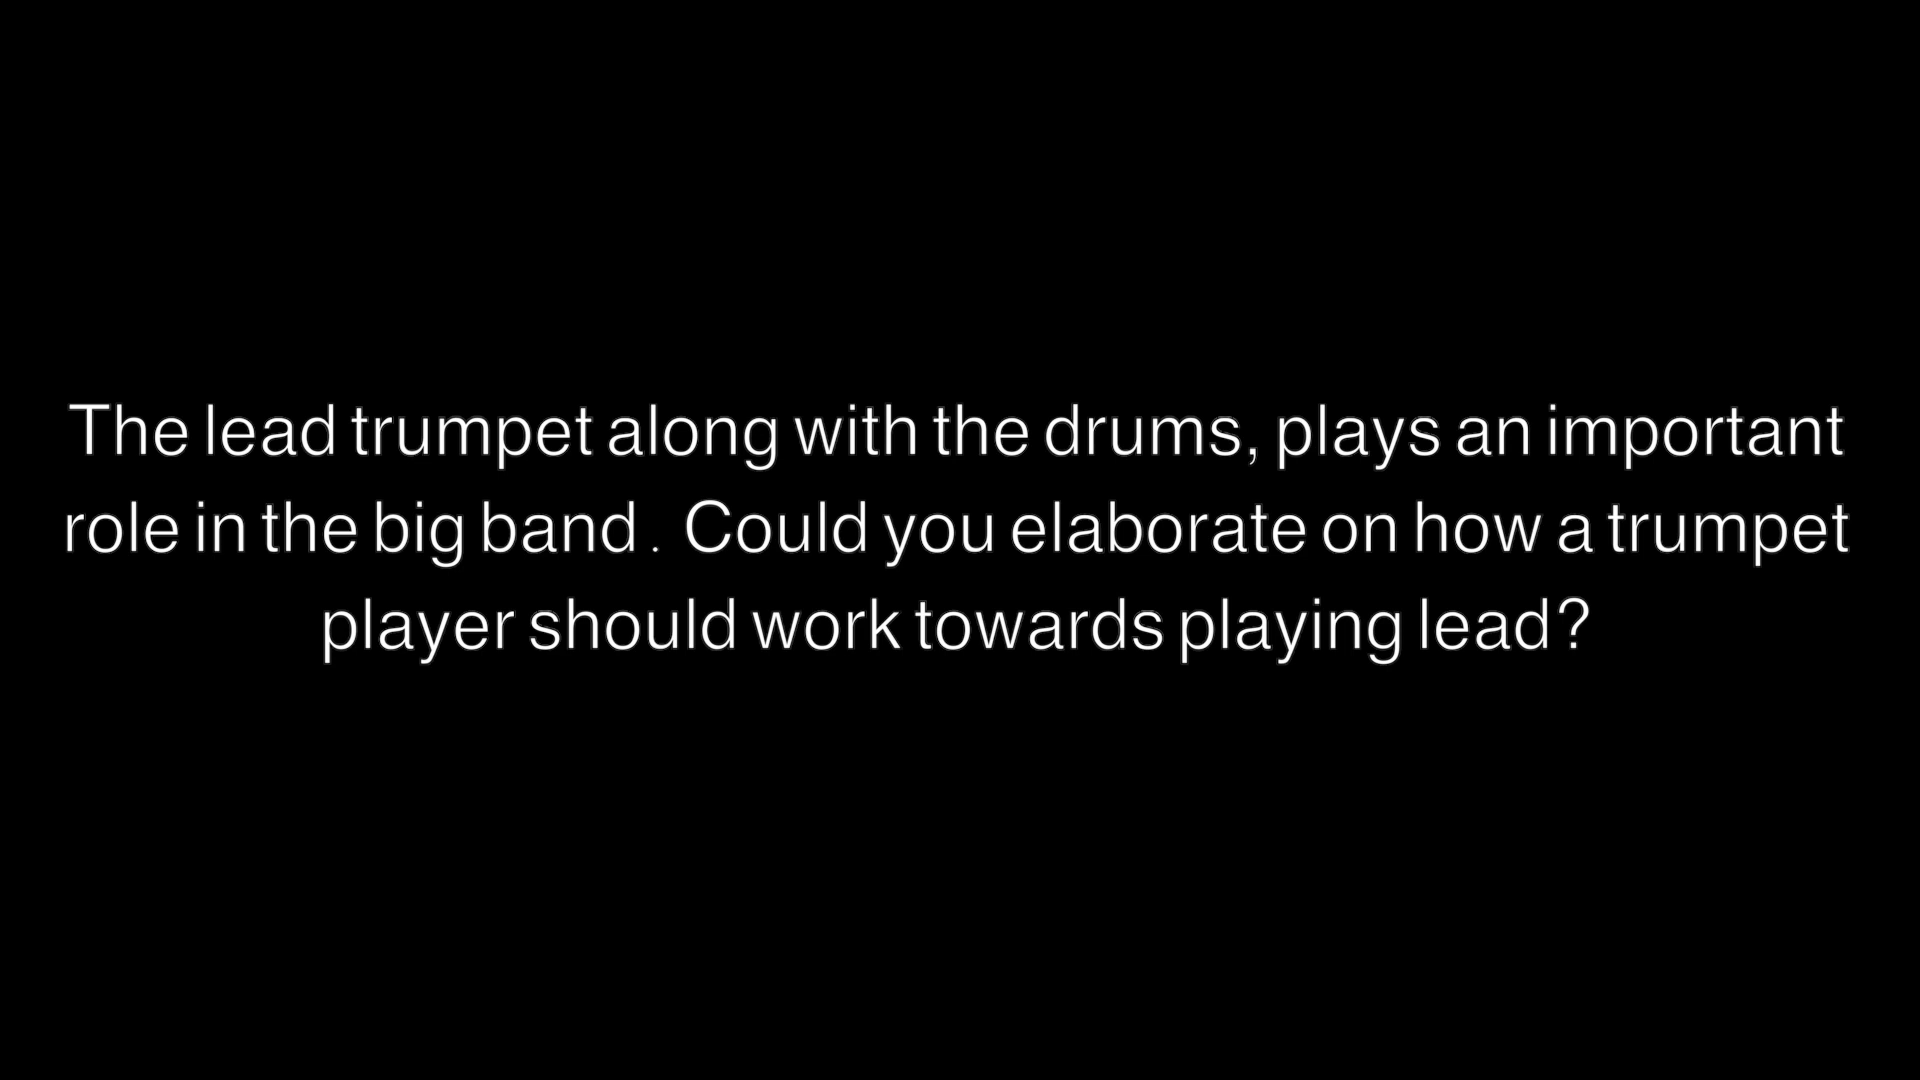 The lead trumpet along with the drums, plays an important
role in the big band. Could you elaborate on how a trumpet
player should work towards playing lead?